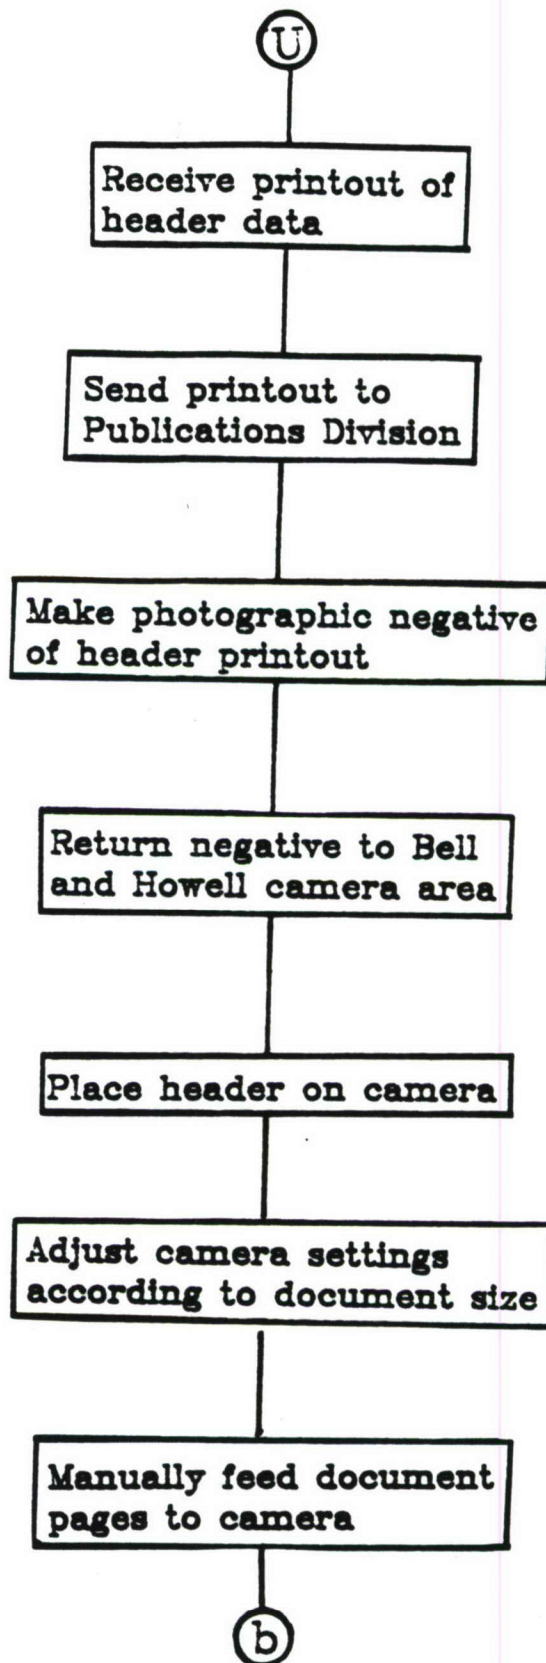 U
Receive printout of
header data
Send printout to
Publications Division
Make photographic negative
of header printout
Return negative to Bell
and Howell camera area
Place header on camera
Adjust camera settings
according to document size
Manually feed document
pages to camera
b